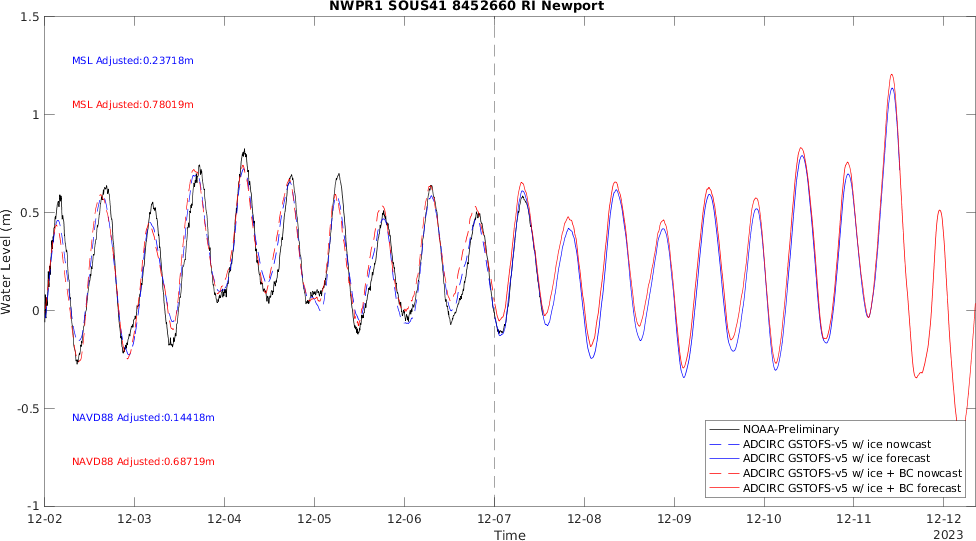 NWPR1 SOUS41 8452660 RI Newport
1.5
MSL Adjusted:0.23718m
MSL Adjusted:0.78019m
1
0.5
Water Level (m)
0
-0.5
NAVD88 Adjusted:0.14418m
NAVD88 Adjusted:0.68719m
NOAA-Preliminary
ADCIRC GSTOFS-v5 w/ ice nowcast
ADCIRC GSTOFS-v5 w/ ice forecast
ADCIRC GSTOFS-v5 w/ ice + BC nowcast
ADCIRC GSTOFS-v5 w/ ice + BC forecast
-1
12-02 12-03 12-04 12-05 12-06 12-07 12-08 12-09 12-10 12-11 12-12
Time
2023